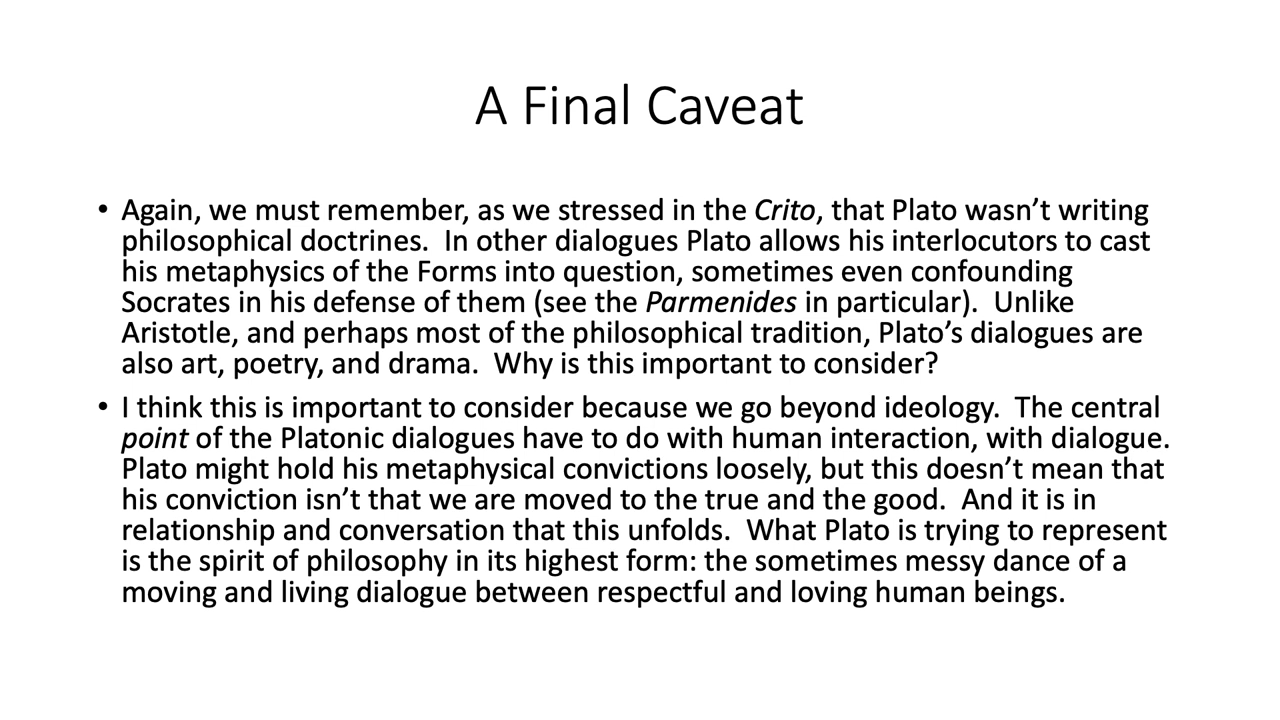 A Final Caveat
• Again, we must remember, as we stressed in the Crito, that Plato wasn’t writing
philosophical doctrines.  In other dialogues Plato allows his interlocutors to cast
his metaphysics of the Forms into question, sometimes even confounding
Socrates in his defense of them (see the Parmenides in particular).  Unlike
Aristotle, and perhaps most of the philosophical tradition, Plato’s dialogues are
also art, poetry, and drama.  Why is this important to consider?
• I think this is important to consider because we go beyond ideology.  The central
point of the Platonic dialogues have to do with human interaction, with dialogue.
Plato might hold his metaphysical convictions loosely, but this doesn’t mean that
his conviction isn’t that we are moved to the true and the good.  And it is in
relationship and conversation that this unfolds.  What Plato is trying to represent
is the spirit of philosophy in its highest form: the sometimes messy dance of a
moving and living dialogue between respectful and loving human beings.